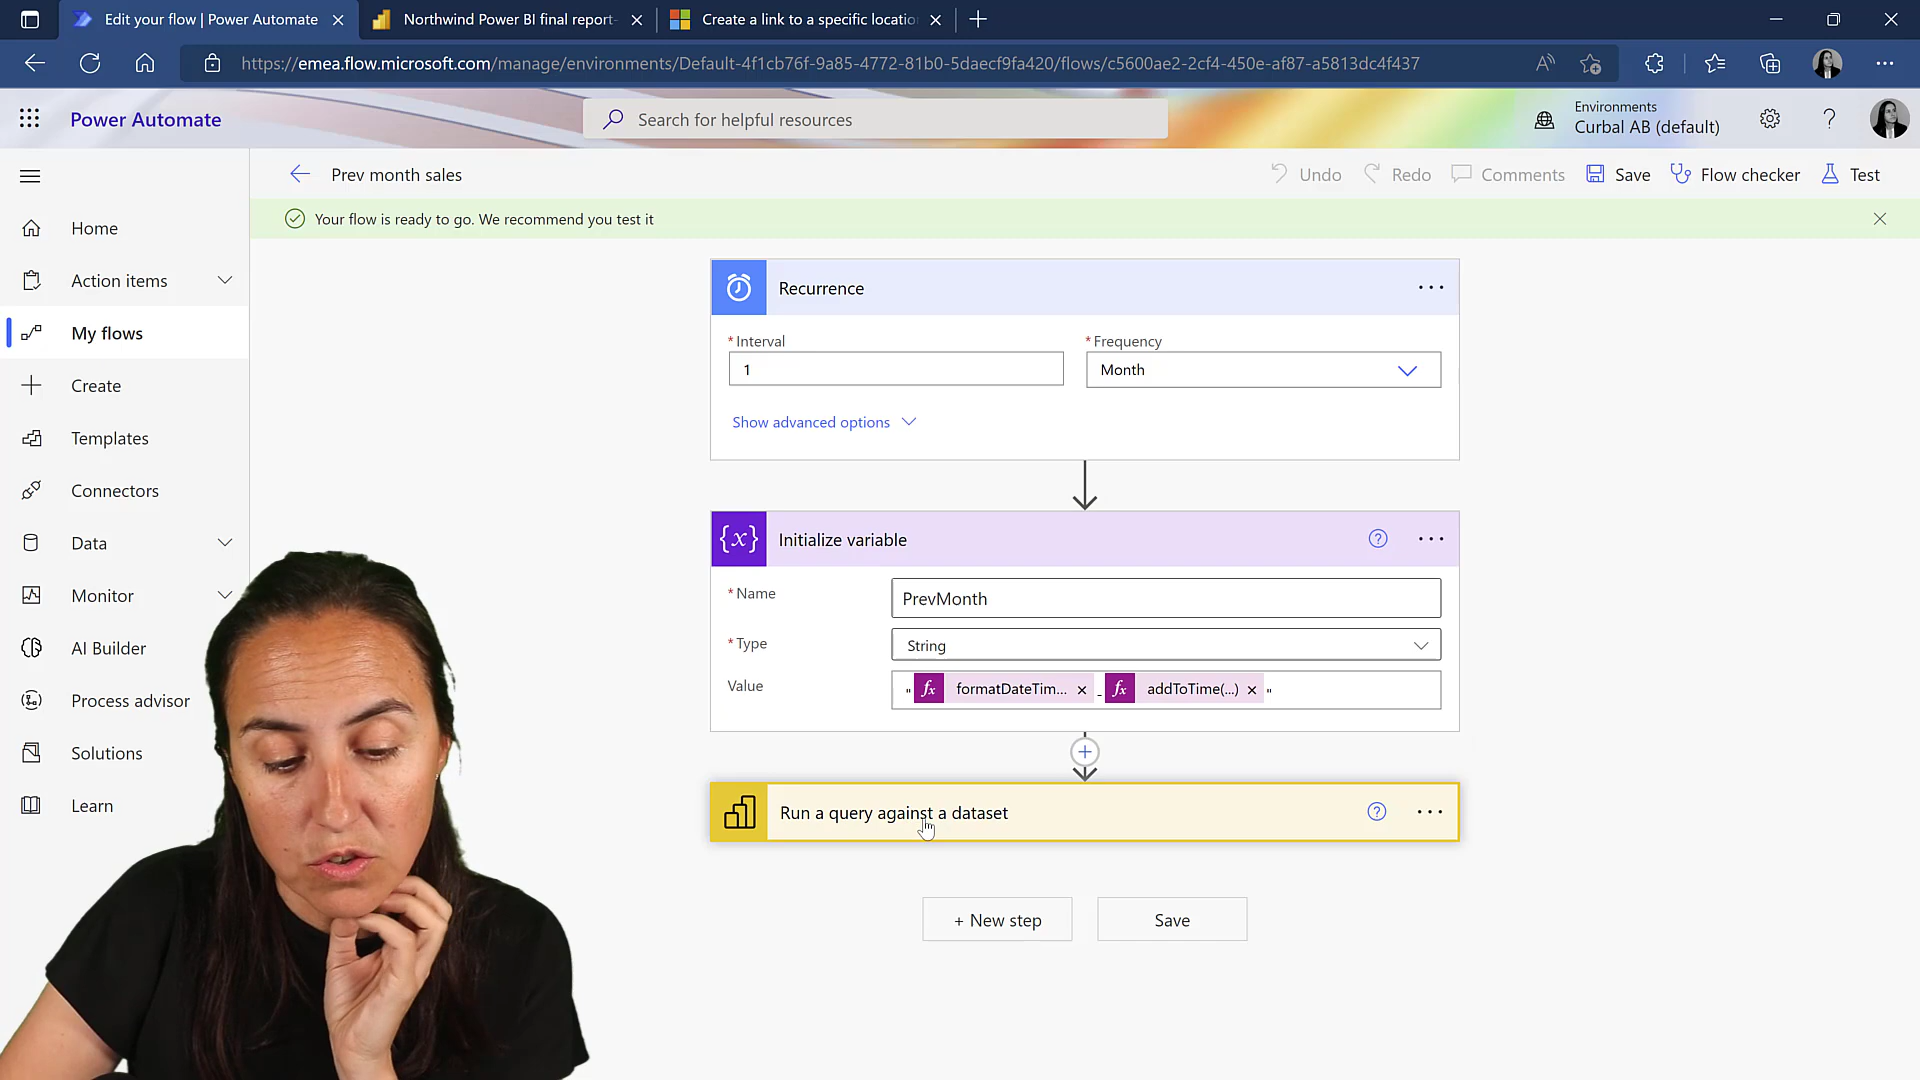 Edit your flow | Power Automate
Northwind Power BI final report-
Create a link to a specific locatio
https://emea.flow.microsoft.com/manage/environments/Default-4f1cb76f-9a85-4772-81b0-5daecf9fa420/flows/c5600ae2-2cf4-450e-af87-a5813dc4f437
Power Automate
Search for helpful resources
Environments
Curbal AB (default)
Prev month sales
Undo
Redo
Comments
Save
Flow checker
Test
Your flow is ready to go. We recommend you test it
Home
Action items
My flows
Create
Templates
Connectors
Data
Monitor
AI Builder
Process advisor
Solutions
Learn
Recurrence
* Interval
* Frequency
1
Month
Show advanced options
{x} Initialize variable
* Name
PrevMonth
* Type
String
Value
" fx formatDateTim... × - fx addToTime(...) × "
Run a query against a dataset
+ New step
Save